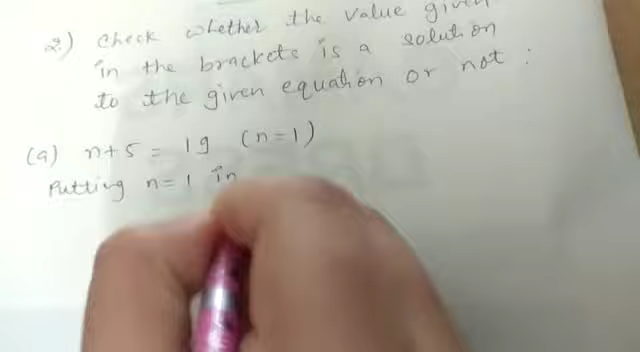 2) Check whether the value given
in the brackets is a solution
to the given equation or not :
(a) n+5 = 19 (n=1)
Putting n=1 in